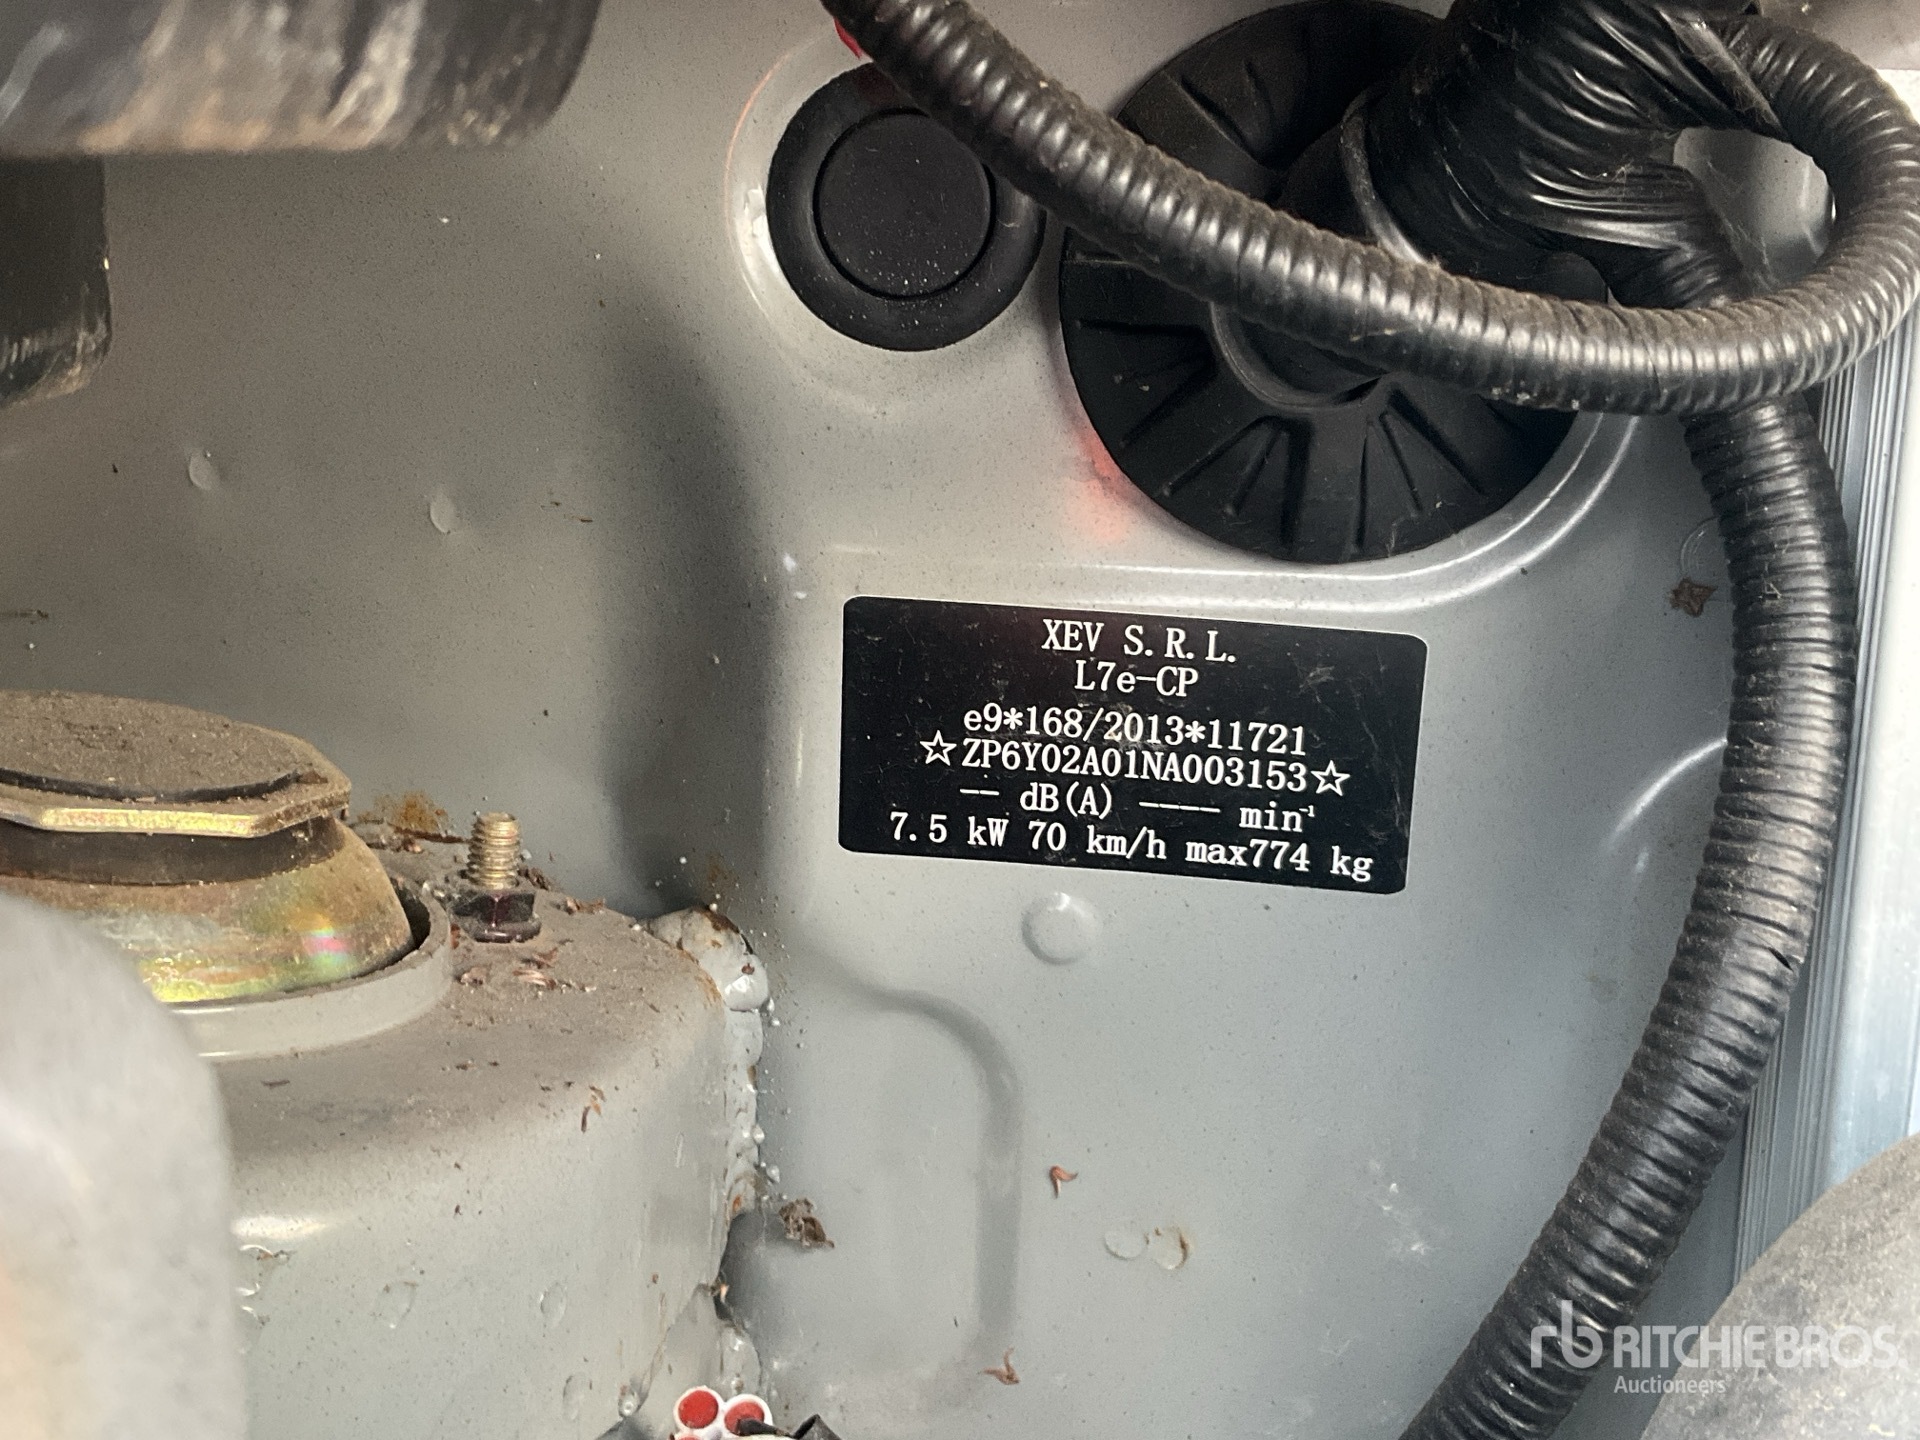 XEV S.R.L.
L7e-CP
e9*168/2013*11721
☆ZP6Y02A01NA003153☆
-- dB(A) ---- min⁻¹
7.5 kW 70 km/h max774 kg
rb RITCHIE BROS.
Auctioneers